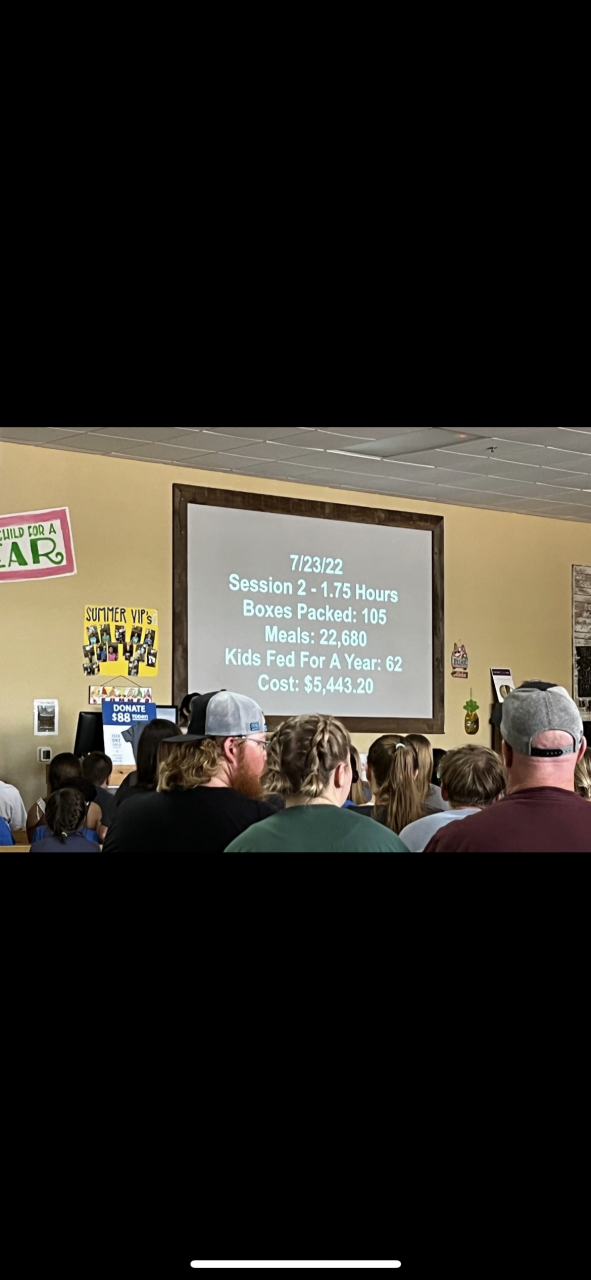 CHILD FOR A
EAR
SUMMER VIP's
DONATE
$88
7/23/22
Session 2 - 1.75 Hours
Boxes Packed: 105
Meals: 22,680
Kids Fed For A Year: 62
Cost: $5,443.20